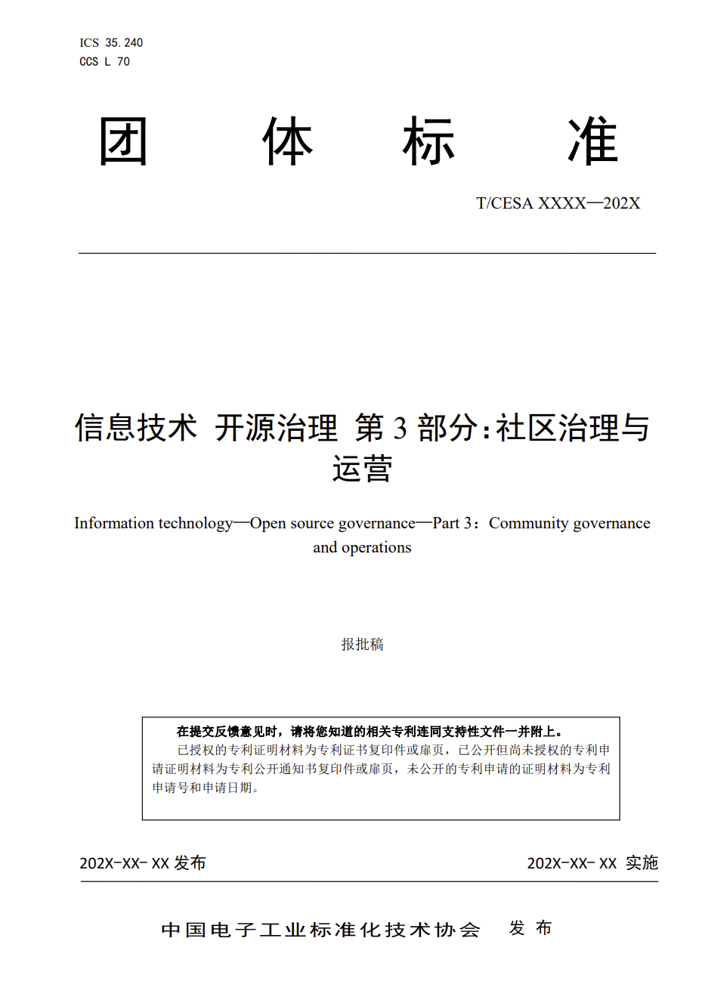 ICS 35.240
CCS L 70
团体标准
T/CESA XXXX—202X
信息技术 开源治理 第 3 部分:社区治理与
运营
Information technology—Open source governance—Part 3：Community governance
and operations
报批稿
在提交反馈意见时，请将您知道的相关专利连同支持性文件一并附上。
已授权的专利证明材料为专利证书复印件或扉页，已公开但尚未授权的专利申
请证明材料为专利公开通知书复印件或扉页，未公开的专利申请的证明材料为专利
申请号和申请日期。
202X-XX- XX 发布
202X-XX- XX 实施
中国电子工业标准化技术协会 发 布